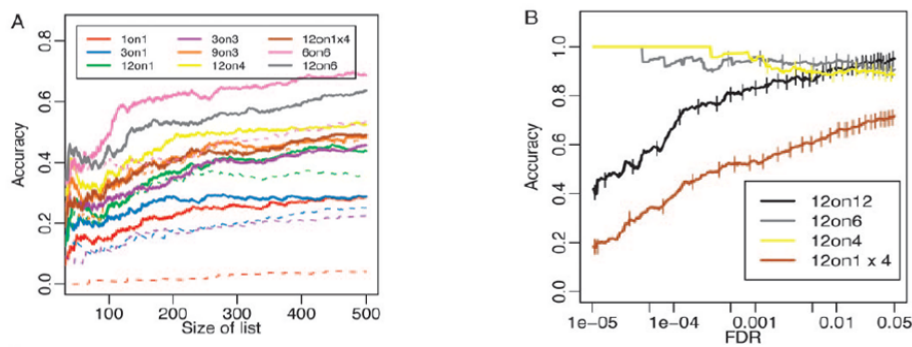 A
1on1 3on3 12on1x4
3on1 9on3 6on6
12on1 12on4 12on6
Accuracy
0.0 0.2 0.4 0.6 0.8
100 200 300 400 500
Size of list
B
Accuracy
0.0 0.2 0.4 0.6 0.8 1.0
12on12
12on6
12on4
12on1 x 4
1e-05 1e-04 0.001 0.01 0.05
FDR